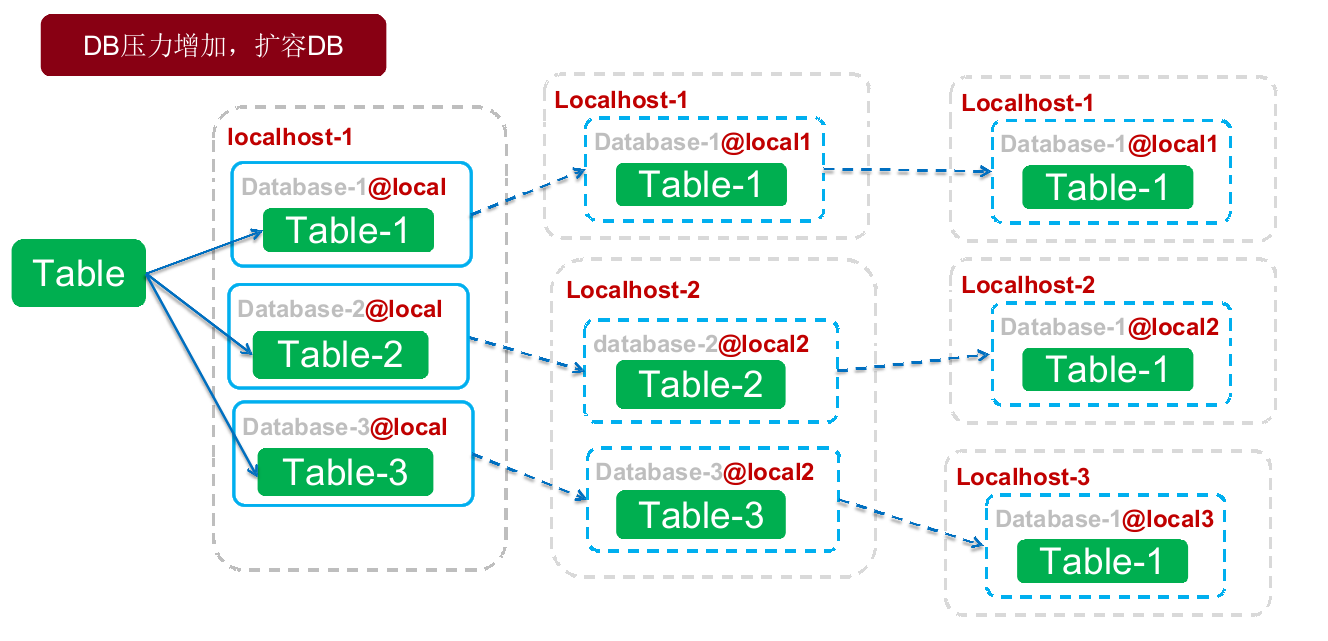 DB压力增加，扩容DB
Table
localhost-1
Database-1@local
Table-1
Database-2@local
Table-2
Database-3@local
Table-3
Localhost-1
Database-1@local1
Table-1
Localhost-2
database-2@local2
Table-2
Database-3@local2
Table-3
Localhost-1
Database-1@local1
Table-1
Localhost-2
Database-1@local2
Table-1
Localhost-3
Database-1@local3
Table-1